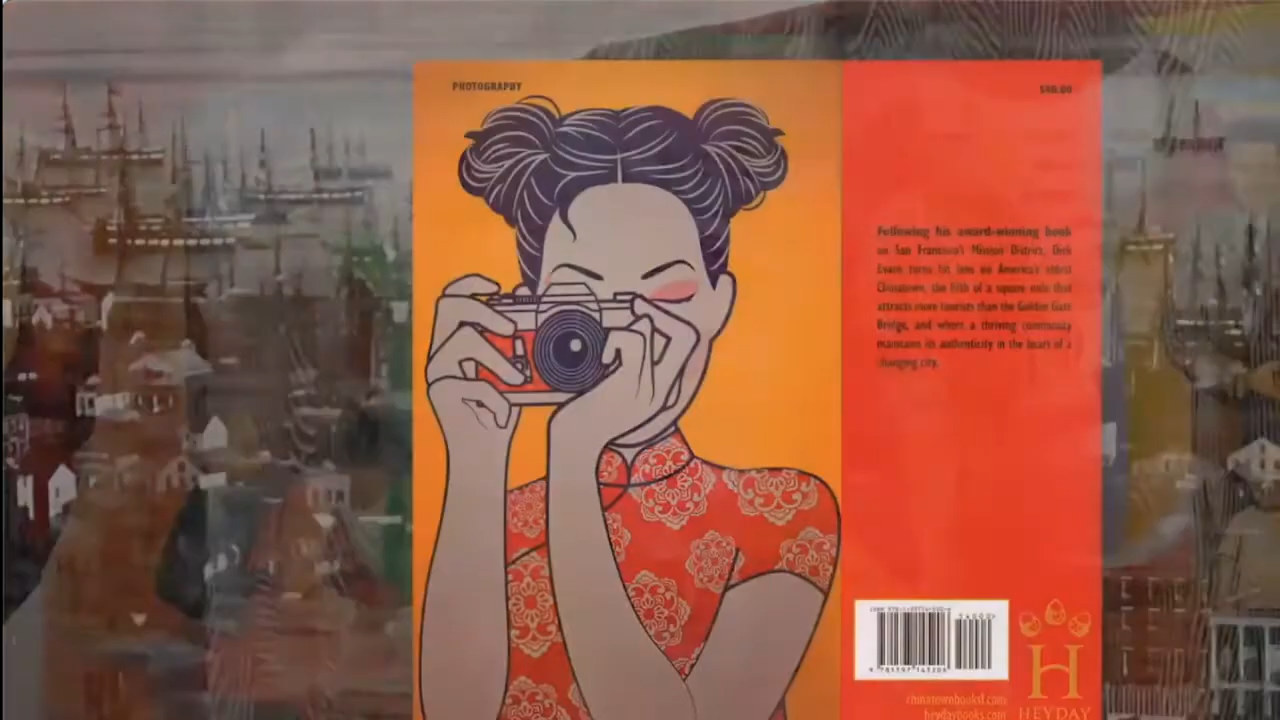 PHOTOGRAPHY
$40.00
Following his award-winning book
on San Francisco's Mission District, Dick
Evans turns his lens on America's oldest
Chinatown, the fifth of a square mile that
attracts more tourists than the Golden Gate
Bridge, and where a thriving community
maintains its authenticity in the heart of a
changing city.
chinatownbooksf.com
heydaybooks.com
HEYDAY